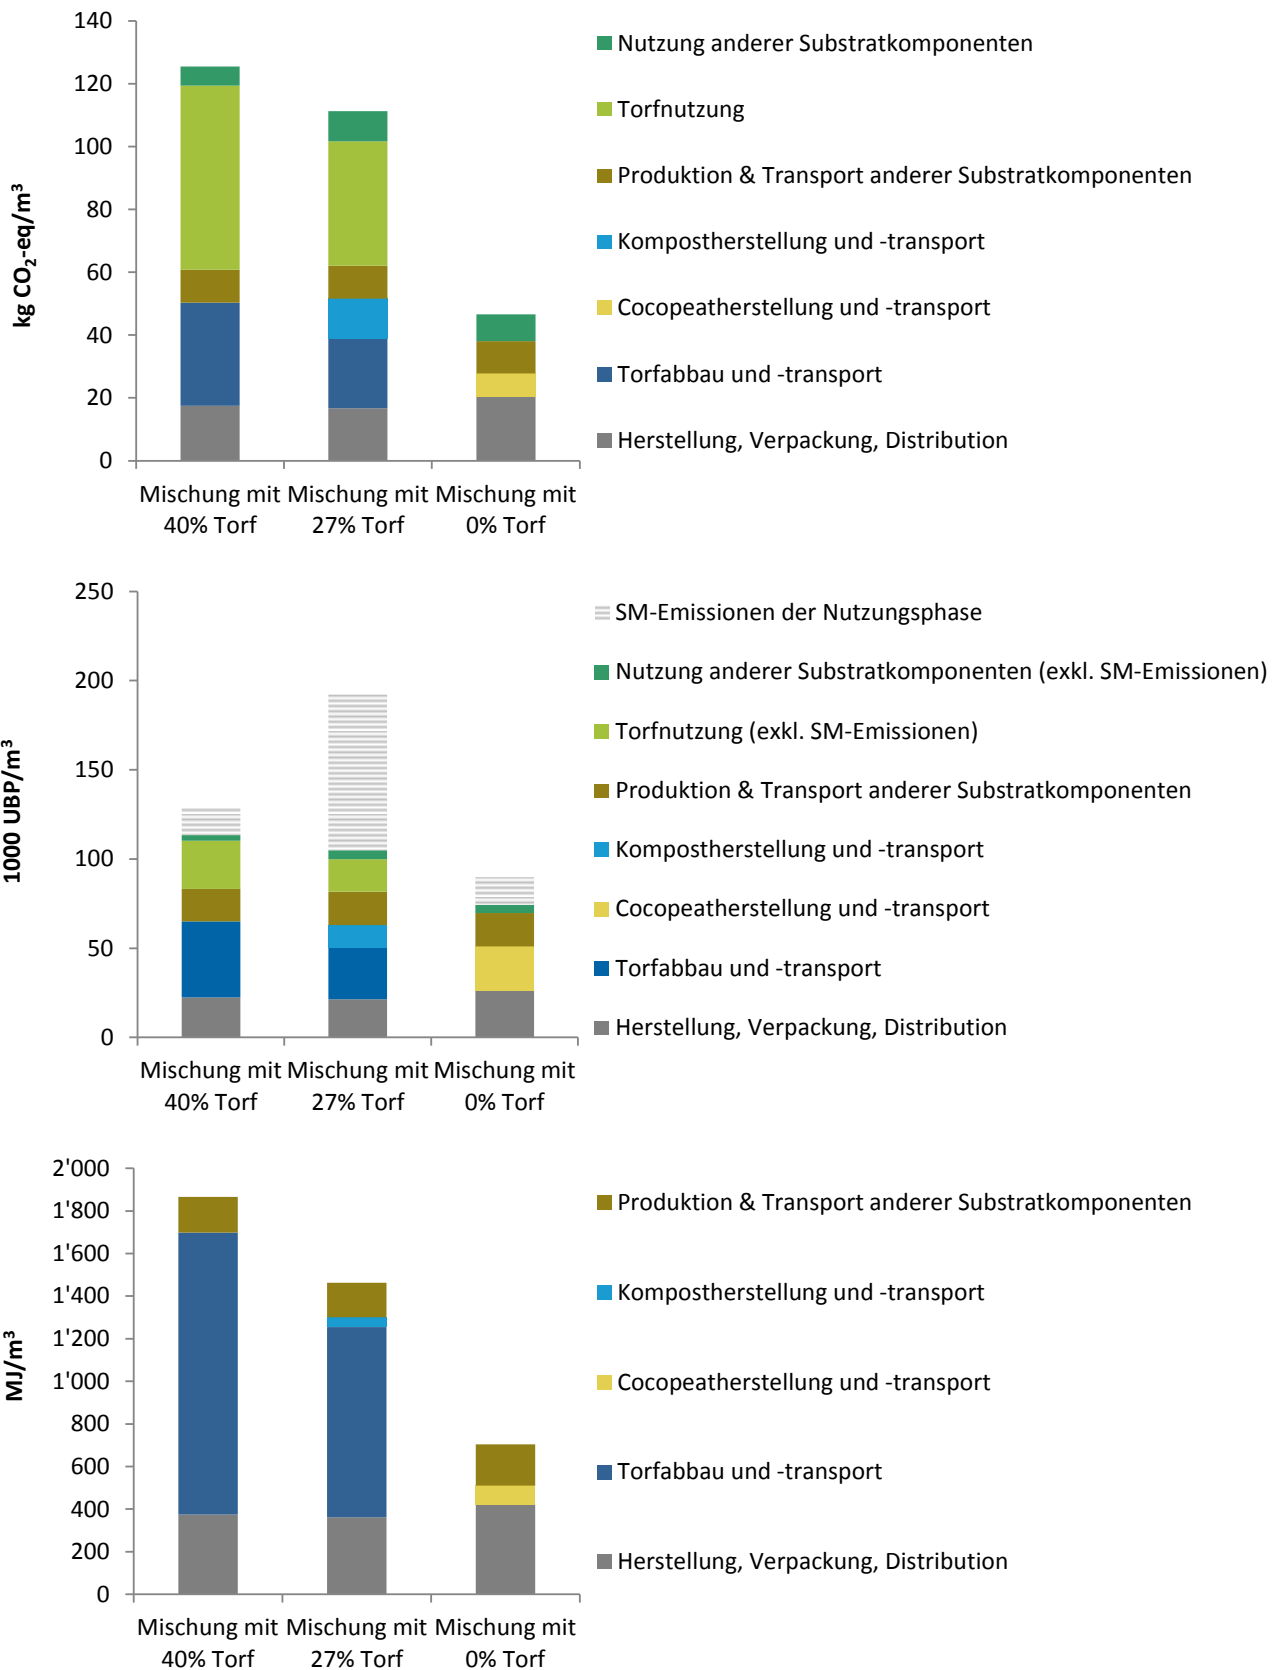 140
120
100
80
60
40
20
0
kg CO₂-eq/m³
Mischung mit 40% Torf
Mischung mit 27% Torf
Mischung mit 0% Torf
Nutzung anderer Substratkomponenten
Torfnutzung
Produktion & Transport anderer Substratkomponenten
Kompostherstellung und -transport
Cocopeatherstellung und -transport
Torfabbau und -transport
Herstellung, Verpackung, Distribution
250
200
150
100
50
0
1000 UBP/m³
Mischung mit 40% Torf
Mischung mit 27% Torf
Mischung mit 0% Torf
SM-Emissionen der Nutzungsphase
Nutzung anderer Substratkomponenten (exkl. SM-Emissionen)
Torfnutzung (exkl. SM-Emissionen)
Produktion & Transport anderer Substratkomponenten
Kompostherstellung und -transport
Cocopeatherstellung und -transport
Torfabbau und -transport
Herstellung, Verpackung, Distribution
2'000
1'800
1'600
1'400
1'200
1'000
800
600
400
200
0
MJ/m³
Mischung mit 40% Torf
Mischung mit 27% Torf
Mischung mit 0% Torf
Produktion & Transport anderer Substratkomponenten
Kompostherstellung und -transport
Cocopeatherstellung und -transport
Torfabbau und -transport
Herstellung, Verpackung, Distribution